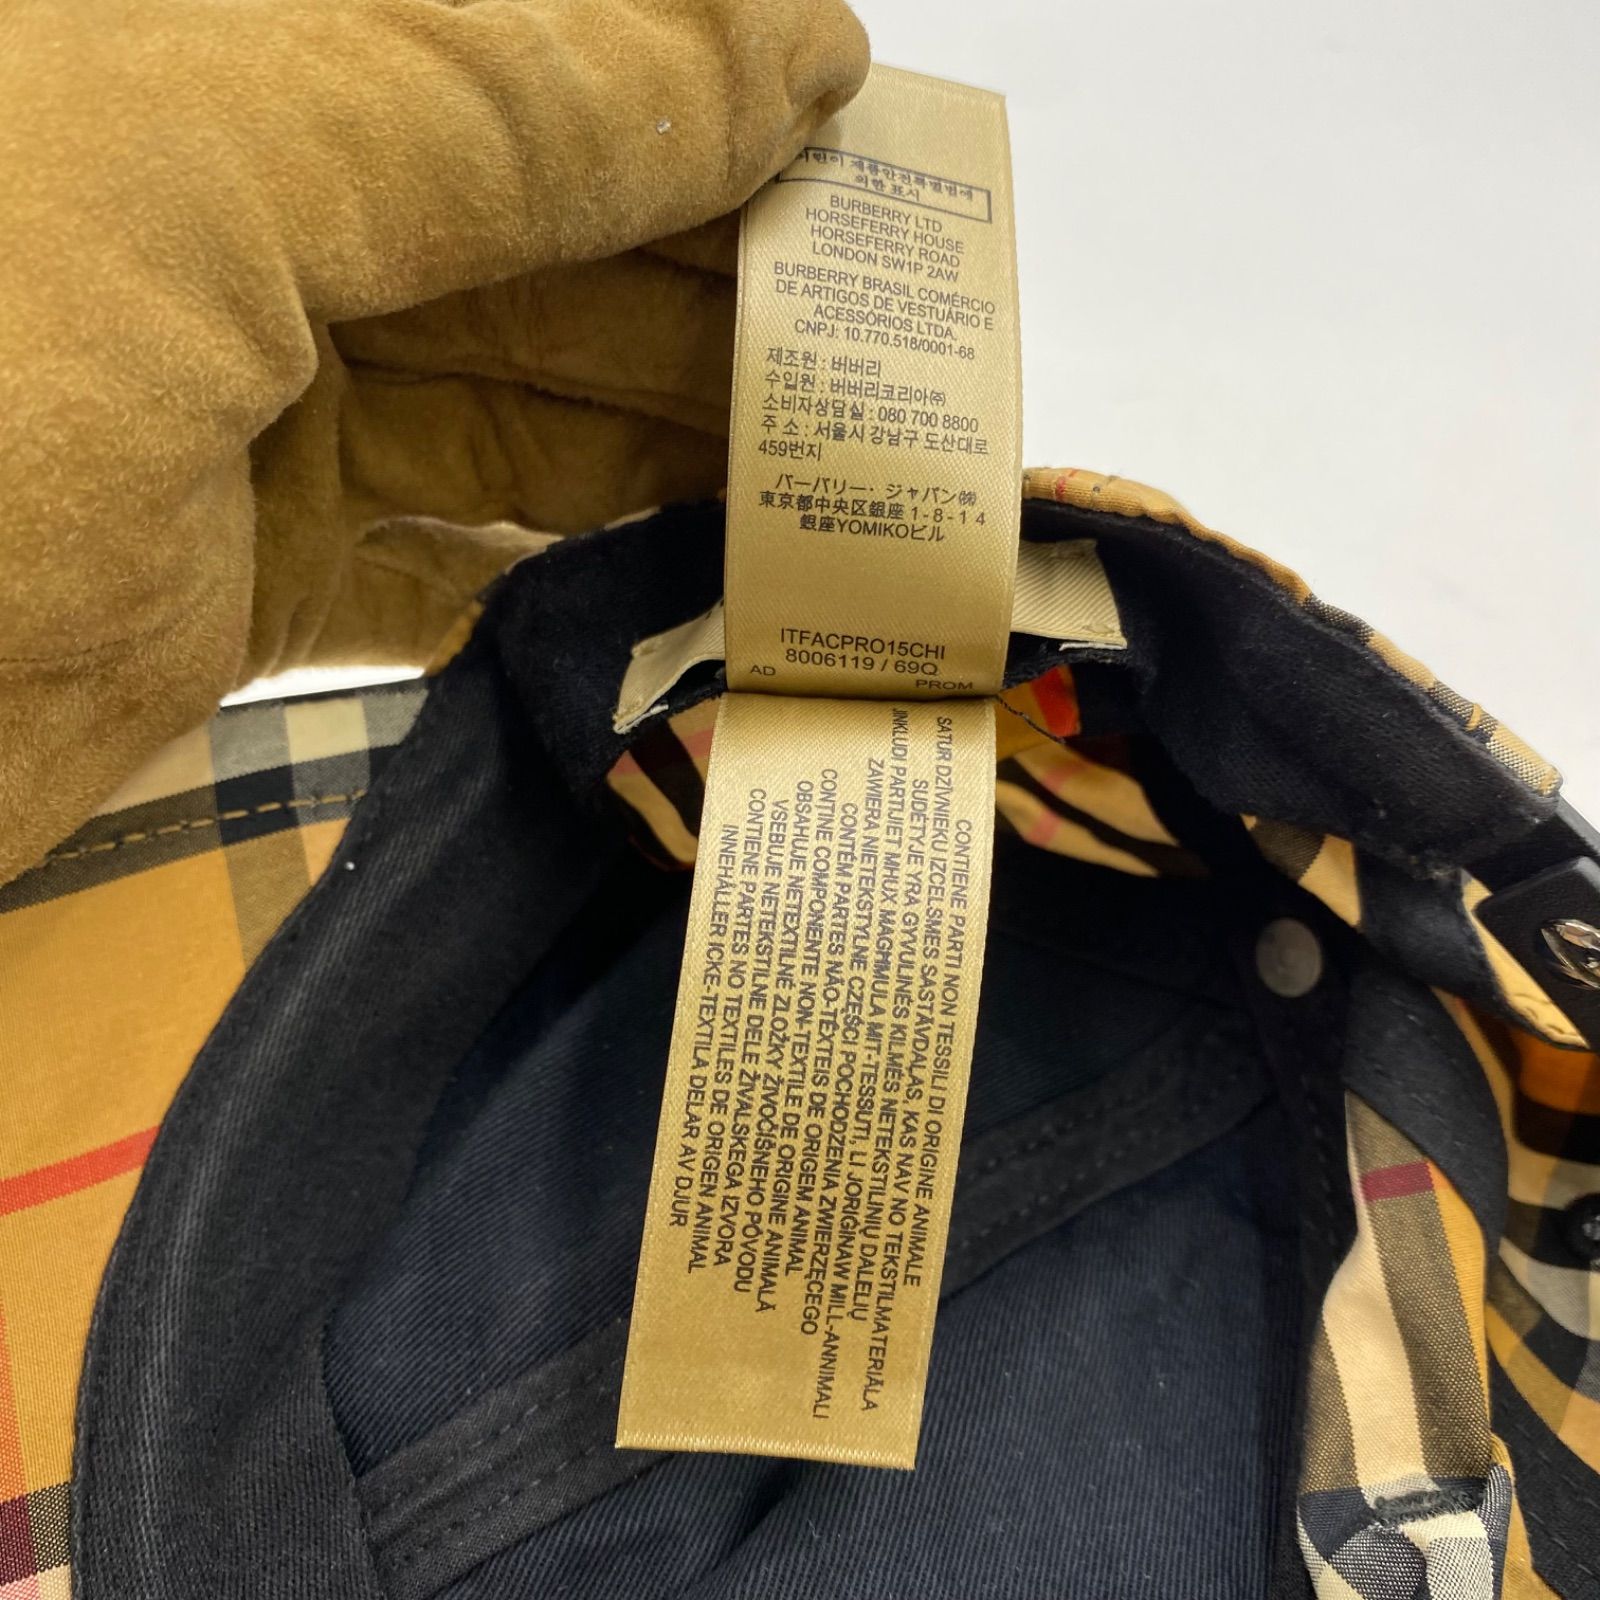 어린이 제품안전특별법에
의한 표시
BURBERRY LTD
HORSEFERRY HOUSE
HORSEFERRY ROAD
LONDON SW1P 2AW
BURBERRY BRASIL COMÉRCIO
DE ARTIGOS DE VESTUÁRIO E
ACESSÓRIOS LTDA.
CNPJ: 10.770.518/0001-68
제조원 : 버버리
수입원 : 버버리코리아㈜
소비자상담실 : 080 700 8800
주 소 : 서울시 강남구 도산대로
459번지
バーバリー・ジャパン㈱
東京都中央区銀座1-8-14
銀座YOMIKOビル
ITFACPRO15CHI
8006119 / 69Q
AD PROM
CONTIENE PARTI NON TESSILI DI ORIGINE ANIMALE
SATUR DZĪVNIEKU IZCELSMES SASTĀVDAĻAS, KAS NAV NO TEKSTILMATERIĀLA
SUDĖTYJE YRA GYVULINĖS KILMĖS NETEKSTILINIŲ DALELIŲ
JINKLUDI PARTIJIET MHUX MAGĦMULA MIT-TESSUTI, LI JORIĠINAW MILL-ANNIMALI
ZAWIERA NIETEKSTYLNE CZĘŚCI POCHODZENIA ZWIERZĘCEGO
CONTÉM PARTES NÃO-TÊXTEIS DE ORIGEM ANIMAL
CONTINE COMPONENTE NON-TEXTILE DE ORIGINE ANIMALĂ
OBSAHUJE NETEXTILNÉ ZLOŽKY ŽIVOČÍŠNEHO PÔVODU
VSEBUJE NETEKSTILNE DELE ŽIVALSKEGA IZVORA
CONTIENE PARTES NO TEXTILES DE ORIGEN ANIMAL
INNEHÅLLER ICKE-TEXTILA DELAR AV DJUR